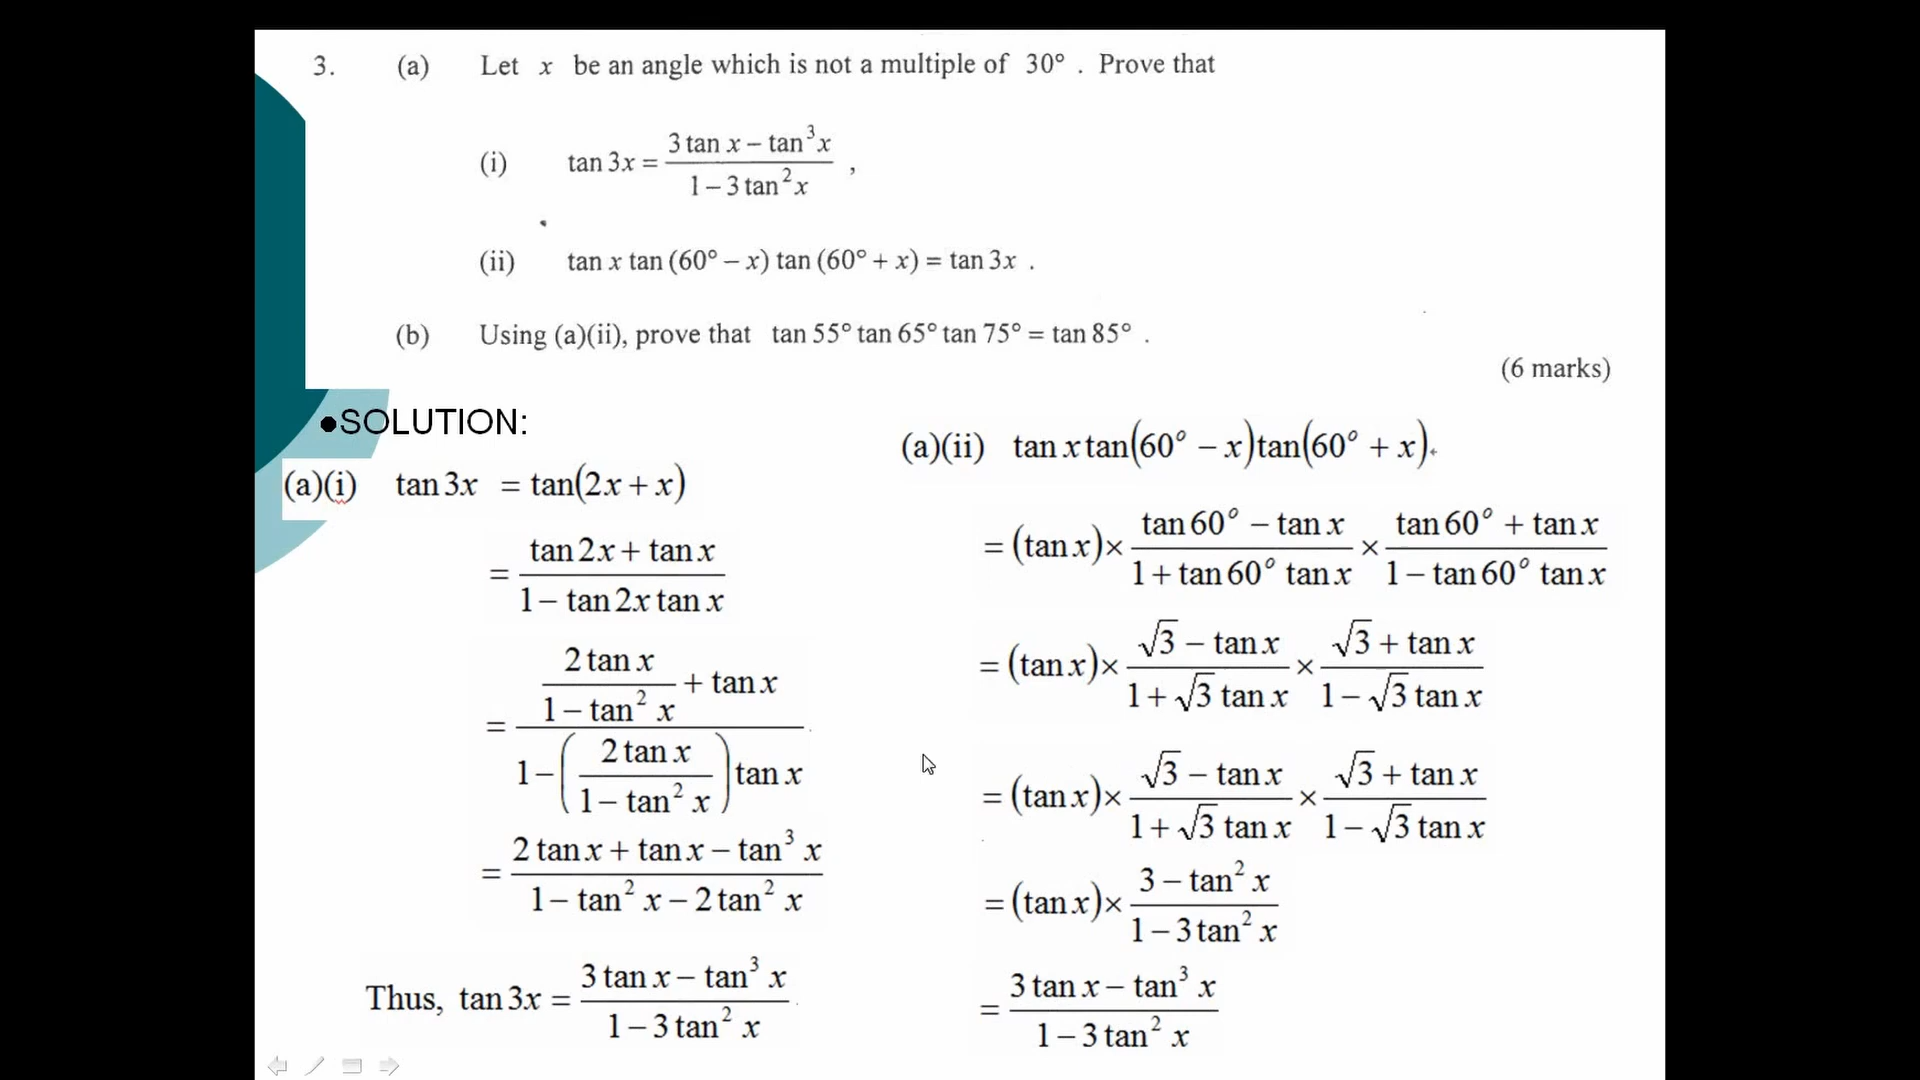 3. (a) Let x be an angle which is not a multiple of 30° . Prove that
(i) tan 3x = (3 tan x − tan³ x) / (1 − 3 tan² x) ,
(ii) tan x tan (60° − x) tan (60° + x) = tan 3x .
(b) Using (a)(ii), prove that tan 55° tan 65° tan 75° = tan 85° .
(6 marks)
●SOLUTION:
(a)(i) tan 3x = tan(2x + x)
= (tan 2x + tan x) / (1 − tan 2x tan x)
= ((2 tan x) / (1 − tan² x) + tan x) / (1 − ((2 tan x) / (1 − tan² x)) tan x)
= (2 tan x + tan x − tan³ x) / (1 − tan² x − 2 tan² x)
Thus, tan 3x = (3 tan x − tan³ x) / (1 − 3 tan² x)
(a)(ii) tan x tan(60° − x) tan(60° + x)
= (tan x) × (tan 60° − tan x) / (1 + tan 60° tan x) × (tan 60° + tan x) / (1 − tan 60° tan x)
= (tan x) × (√3 − tan x) / (1 + √3 tan x) × (√3 + tan x) / (1 − √3 tan x)
= (tan x) × (√3 − tan x) / (1 + √3 tan x) × (√3 + tan x) / (1 − √3 tan x)
= (tan x) × (3 − tan² x) / (1 − 3 tan² x)
= (3 tan x − tan³ x) / (1 − 3 tan² x)